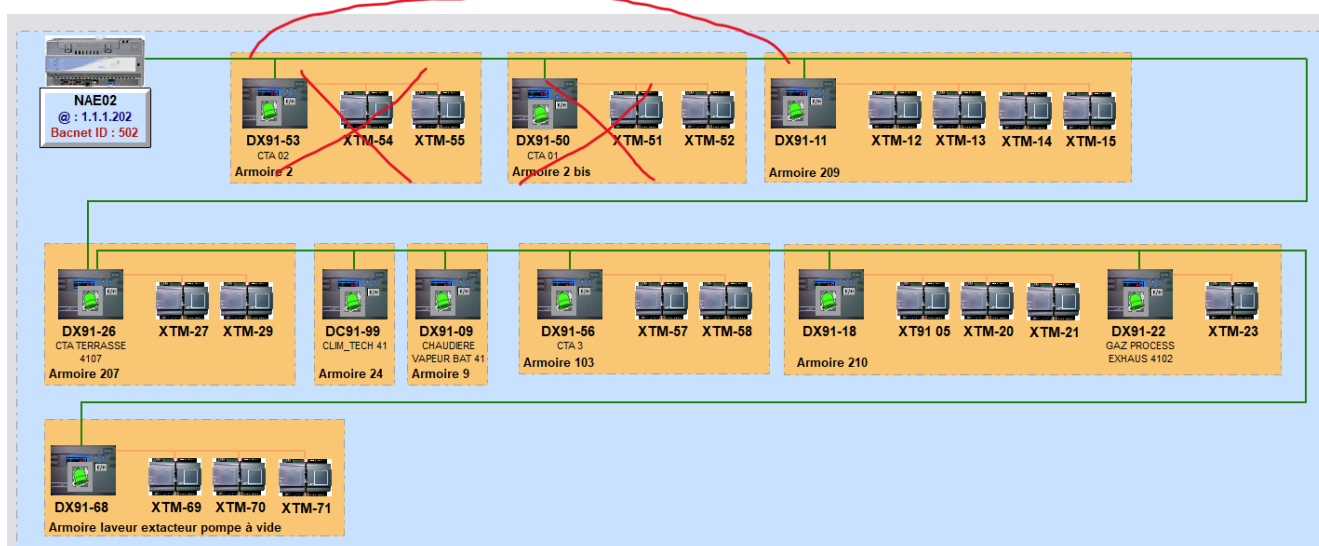 NAE02
@ : 1.1.1.202
Bacnet ID : 502
DX91-53
XTM-54
XTM-55
CTA 02
Armoire 2
DX91-50
XTM-51
XTM-52
CTA 01
Armoire 2 bis
DX91-11
XTM-12
XTM-13
XTM-14
XTM-15
Armoire 209
DX91-26
XTM-27
XTM-29
CTA TERRASSE
4107
Armoire 207
DC91-99
CLIM_TECH 41
Armoire 24
DX91-09
CHAUDIERE
VAPEUR BAT 41
Armoire 9
DX91-56
XTM-57
XTM-58
CTA 3
Armoire 103
DX91-18
XT91 05
XTM-20
XTM-21
DX91-22
XTM-23
GAZ PROCESS
EXHAUS 4102
Armoire 210
DX91-68
XTM-69
XTM-70
XTM-71
Armoire laveur extacteur pompe à vide